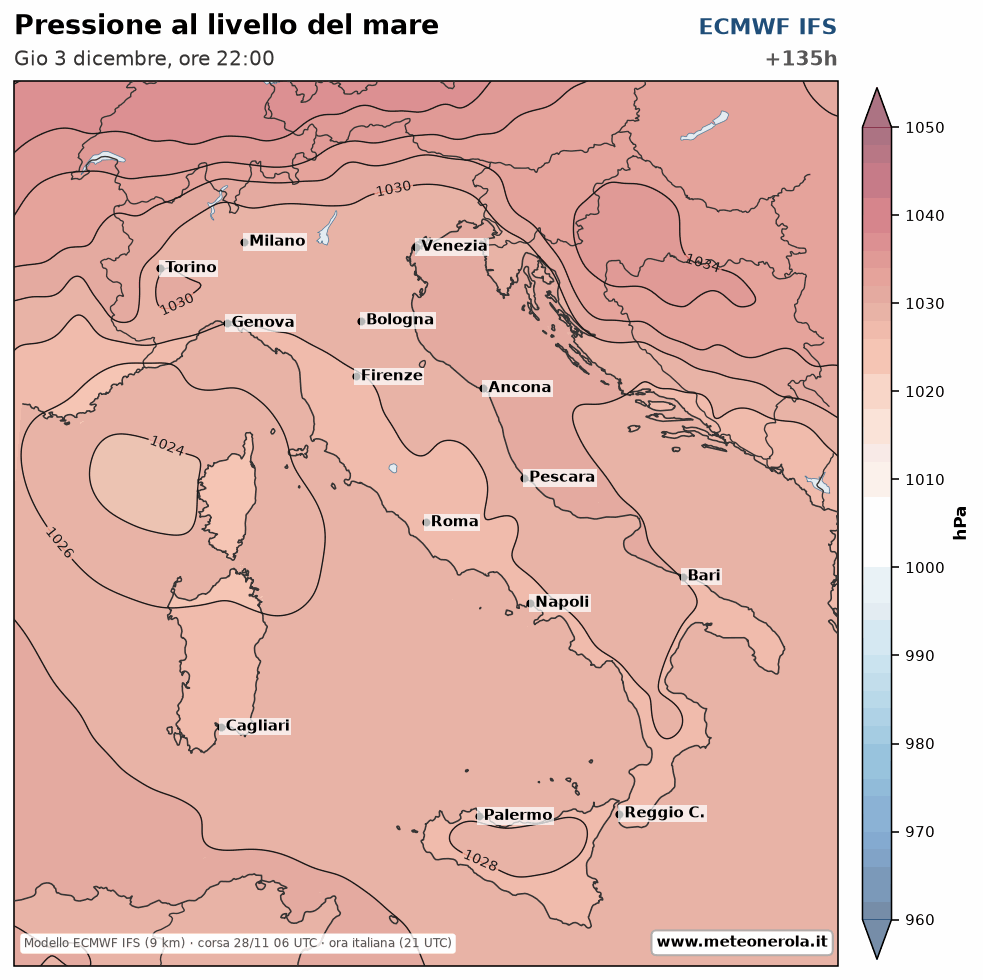 Pressione al livello del mare
ECMWF IFS
Gio 3 dicembre, ore 22:00
+135h
1050
1040
1030
1020
1010
1000
990
980
970
960
hPa
1030
Milano
Venezia
Torino
1034
1030
Genova
Bologna
Firenze
Ancona
1024
Pescara
Roma
1026
Bari
Napoli
Cagliari
Palermo
Reggio C.
1028
Modello ECMWF IFS (9 km) · corsa 28/11 06 UTC · ora italiana (21 UTC)
www.meteonerola.it